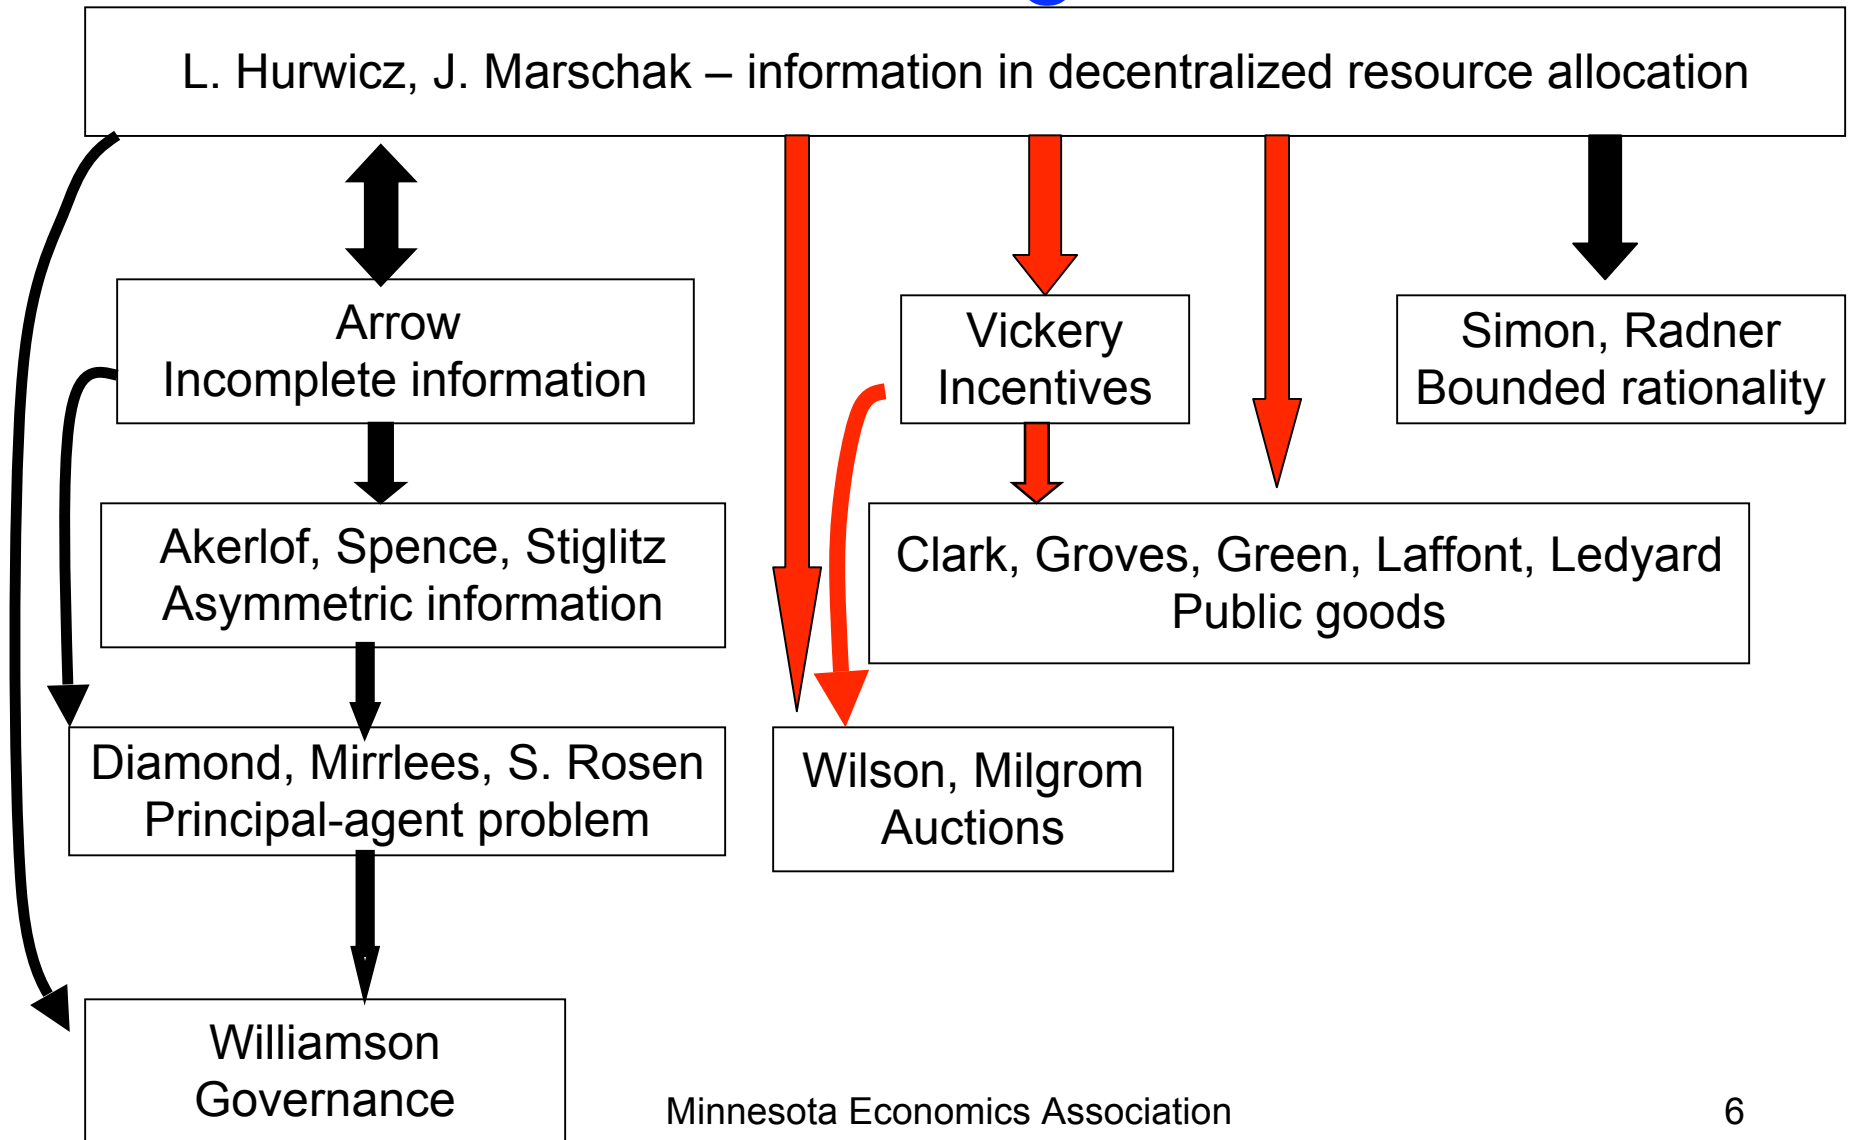 L. Hurwicz, J. Marschak – information in decentralized resource allocation
Arrow
Incomplete information
Vickery
Incentives
Simon, Radner
Bounded rationality
Akerlof, Spence, Stiglitz
Asymmetric information
Clark, Groves, Green, Laffont, Ledyard
Public goods
Diamond, Mirrlees, S. Rosen
Principal-agent problem
Wilson, Milgrom
Auctions
Williamson
Governance
Minnesota Economics Association
6